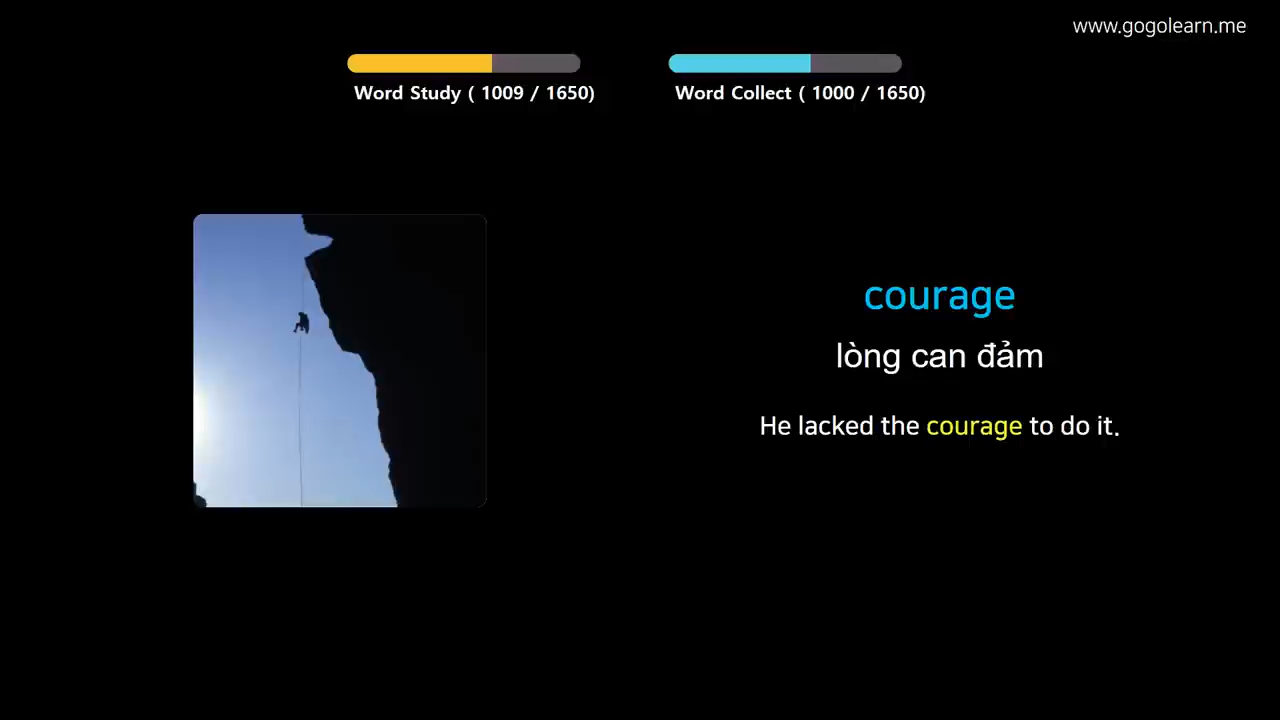 www.gogolearn.me
Word Study ( 1009 / 1650)
Word Collect ( 1000 / 1650)
courage
lòng can đảm
He lacked the courage to do it.